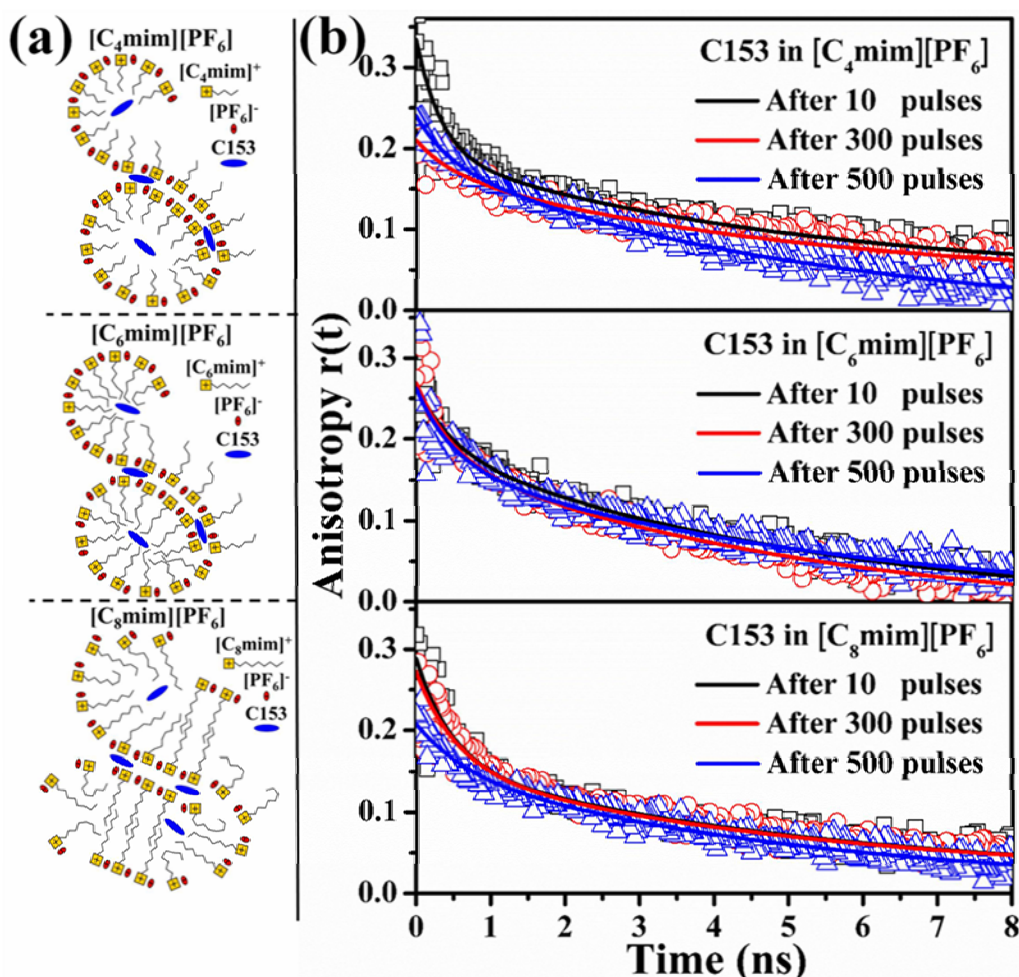 (a)
[C₄mim][PF₆]
[C₄mim]⁺
[PF₆]⁻
C153
[C₆mim][PF₆]
[C₆mim]⁺
[PF₆]⁻
C153
[C₈mim][PF₆]
[C₈mim]⁺
[PF₆]⁻
C153
(b)
C153 in [C₄mim][PF₆]
After 10 pulses
After 300 pulses
After 500 pulses
0.3
0.2
0.1
0.0
C153 in [C₆mim][PF₆]
After 10 pulses
After 300 pulses
After 500 pulses
0.3
0.2
0.1
0.0
C153 in [C₈mim][PF₆]
After 10 pulses
After 300 pulses
After 500 pulses
0.3
0.2
0.1
0.0
Anisotropy r(t)
0 1 2 3 4 5 6 7 8
Time (ns)